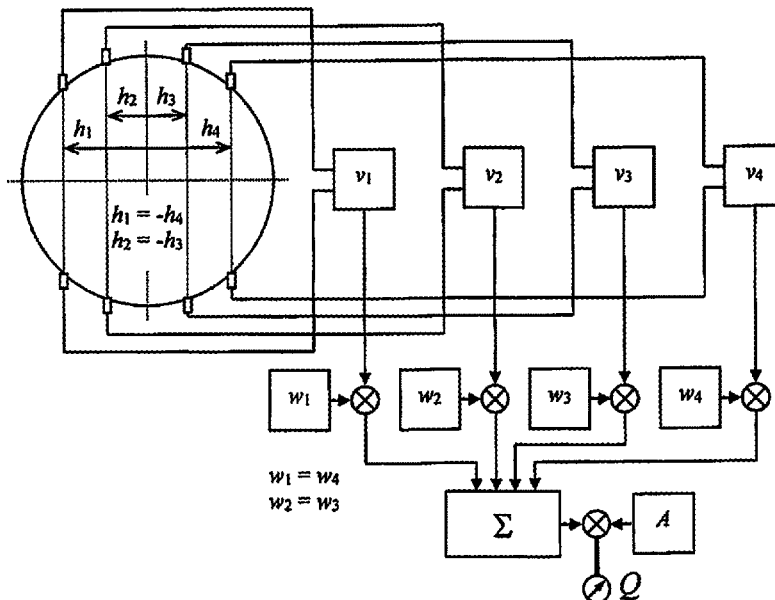 h₂ h₃
h₁ h₄
h₁ = -h₄
h₂ = -h₃
v₁ v₂ v₃ v₄
w₁ w₂ w₃ w₄
w₁ = w₄
w₂ = w₃
Σ A
Q